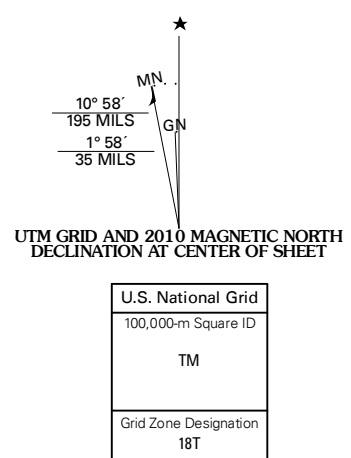 ★
MN
10° 58´
195 MILS
GN
1° 58´
35 MILS
UTM GRID AND 2010 MAGNETIC NORTH
DECLINATION AT CENTER OF SHEET
U.S. National Grid
100,000-m Square ID
TM
Grid Zone Designation
18T